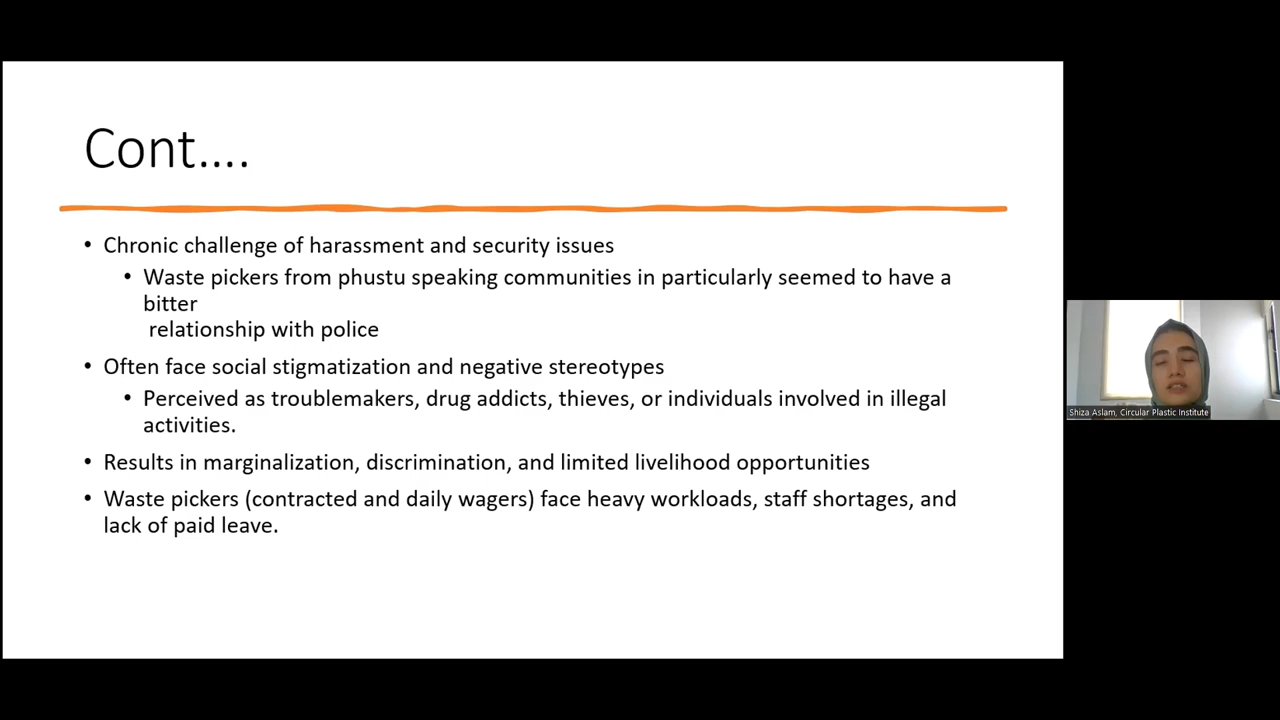 Cont....
• Chronic challenge of harassment and security issues
• Waste pickers from phustu speaking communities in particularly seemed to have a
bitter
relationship with police
• Often face social stigmatization and negative stereotypes
• Perceived as troublemakers, drug addicts, thieves, or individuals involved in illegal
activities.
• Results in marginalization, discrimination, and limited livelihood opportunities
• Waste pickers (contracted and daily wagers) face heavy workloads, staff shortages, and
lack of paid leave.
Shiza Aslam, Circular Plastic Institute